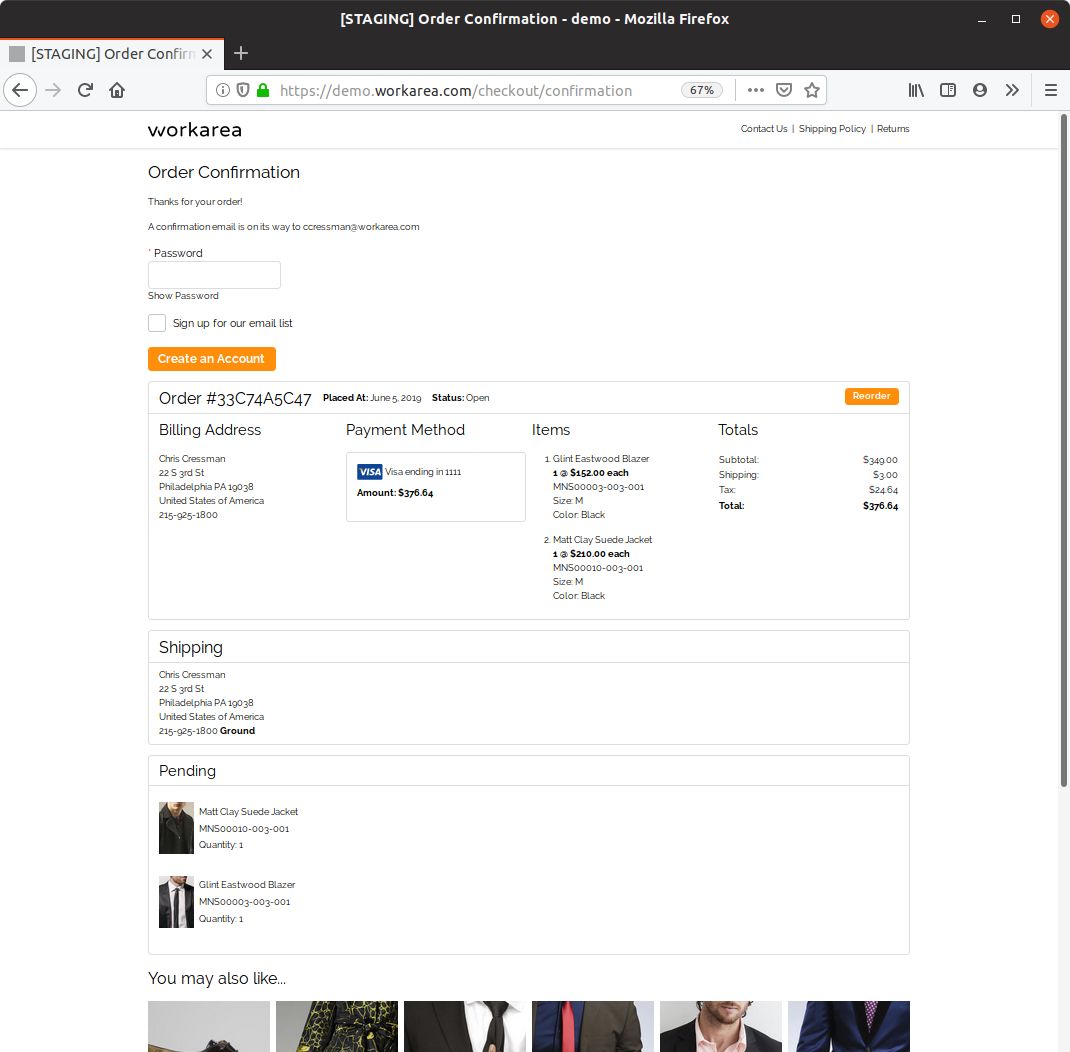 [STAGING] Order Confirmation - demo - Mozilla Firefox
[STAGING] Order Confirm
https://demo.workarea.com/checkout/confirmation
67%
workarea
Contact Us | Shipping Policy | Returns
Order Confirmation
Thanks for your order!
A confirmation email is on its way to ccressman@workarea.com
* Password
Show Password
Sign up for our email list
Create an Account
Order #33C74A5C47 Placed At: June 5, 2019 Status: Open
Reorder
Billing Address
Chris Cressman
22 S 3rd St
Philadelphia PA 19038
United States of America
215-925-1800
Payment Method
VISA Visa ending in 1111
Amount: $376.64
Items
1. Glint Eastwood Blazer
1 @ $152.00 each
MNS00003-003-001
Size: M
Color: Black
2. Matt Clay Suede Jacket
1 @ $210.00 each
MNS00010-003-001
Size: M
Color: Black
Totals
Subtotal: $349.00
Shipping: $3.00
Tax: $24.64
Total: $376.64
Shipping
Chris Cressman
22 S 3rd St
Philadelphia PA 19038
United States of America
215-925-1800 Ground
Pending
Matt Clay Suede Jacket
MNS00010-003-001
Quantity: 1
Glint Eastwood Blazer
MNS00003-003-001
Quantity: 1
You may also like...